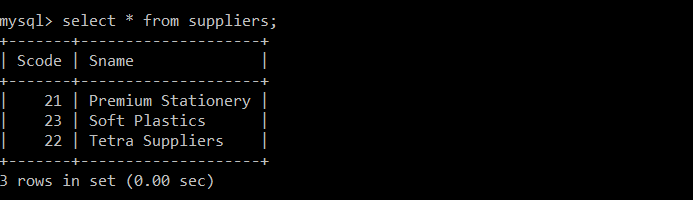 mysql> select * from suppliers;
+-------+--------------------+
| Scode | Sname              |
+-------+--------------------+
|    21 | Premium Stationery |
|    23 | Soft Plastics      |
|    22 | Tetra Suppliers    |
+-------+--------------------+
3 rows in set (0.00 sec)